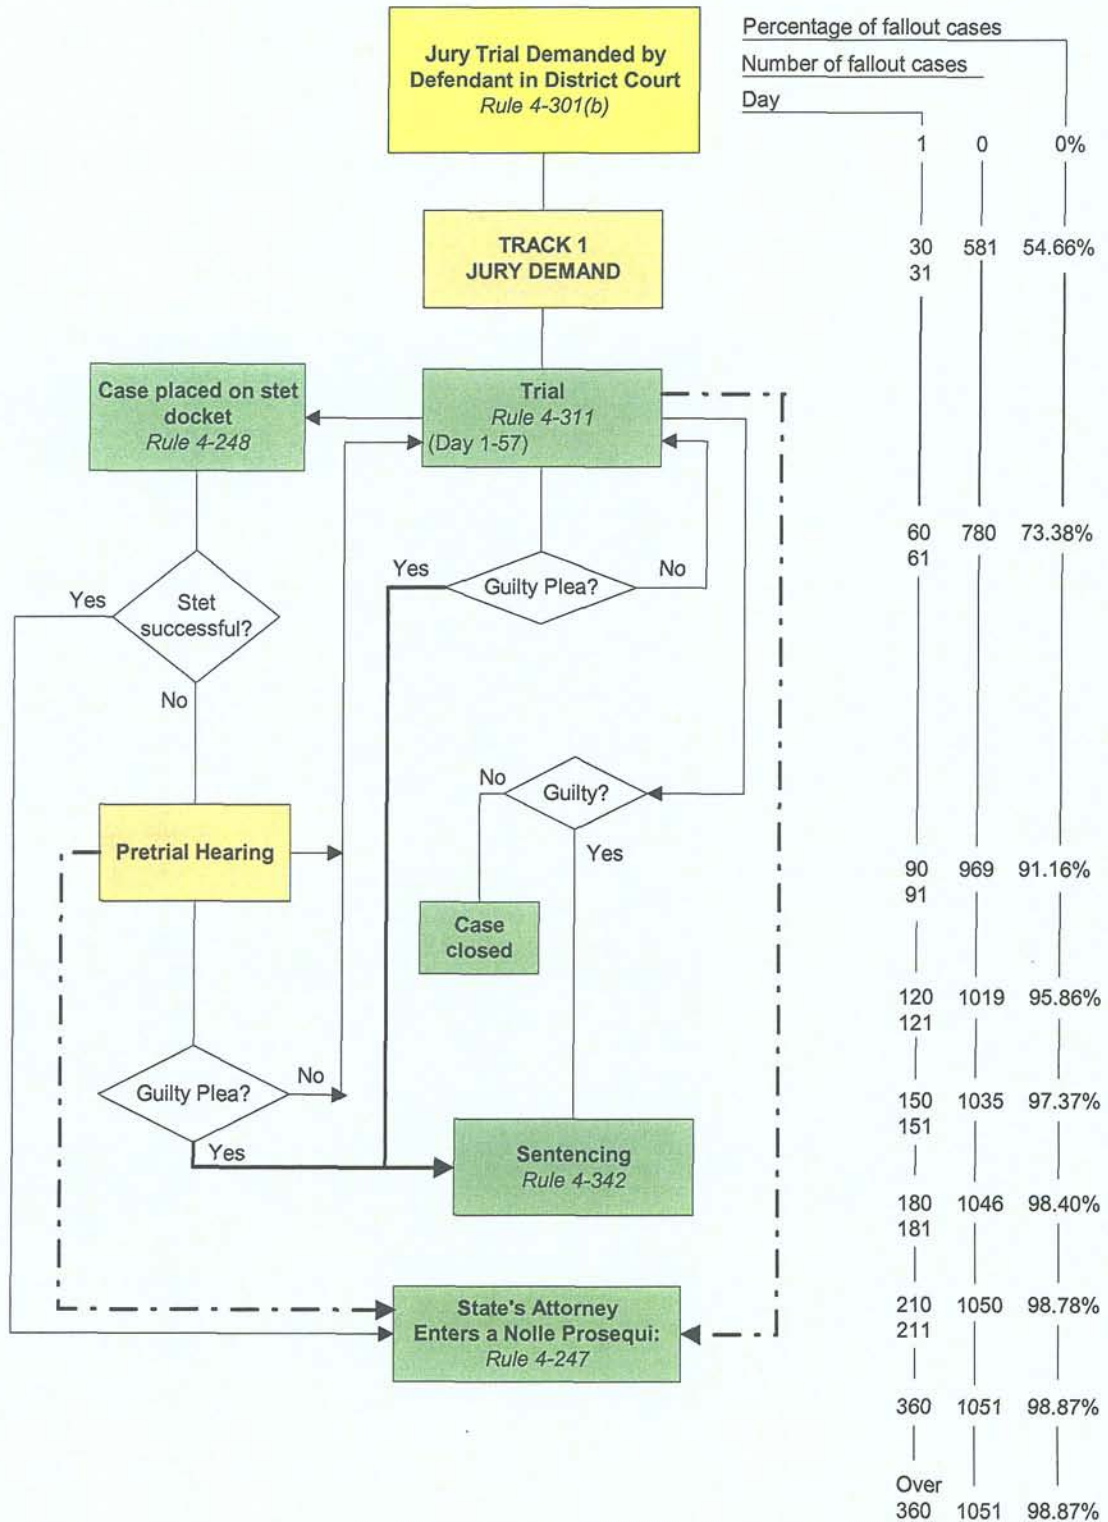 Jury Trial Demanded by
Defendant in District Court
Rule 4-301(b)
Percentage of fallout cases
Number of fallout cases
Day
1 0 0%
TRACK 1
JURY DEMAND
30 581 54.66%
31
Case placed on stet
docket
Rule 4-248
Trial
Rule 4-311
(Day 1-57)
60 780 73.38%
61
Yes
Guilty Plea?
No
Yes
Stet
successful?
No
No
Guilty?
Yes
Pretrial Hearing
90 969 91.16%
91
Case
closed
120 1019 95.86%
121
Guilty Plea?
No
Yes
150 1035 97.37%
151
Sentencing
Rule 4-342
180 1046 98.40%
181
State's Attorney
Enters a Nolle Prosequi:
Rule 4-247
210 1050 98.78%
211
360 1051 98.87%
Over
360 1051 98.87%